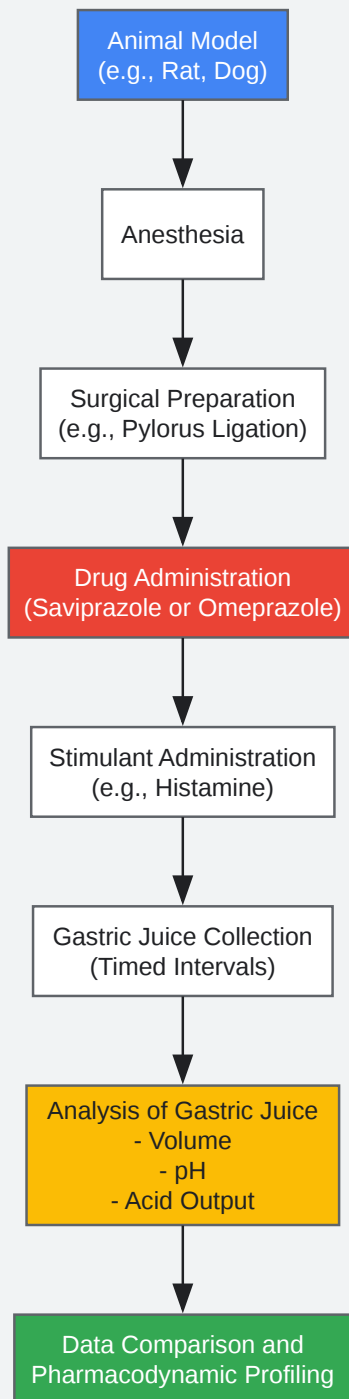 Animal Model
(e.g., Rat, Dog)
Anesthesia
Surgical Preparation
(e.g., Pylorus Ligation)
Drug Administration
(Saviprazole or Omeprazole)
Stimulant Administration
(e.g., Histamine)
Gastric Juice Collection
(Timed Intervals)
Analysis of Gastric Juice
- Volume
- pH
- Acid Output
Data Comparison and
Pharmacodynamic Profiling